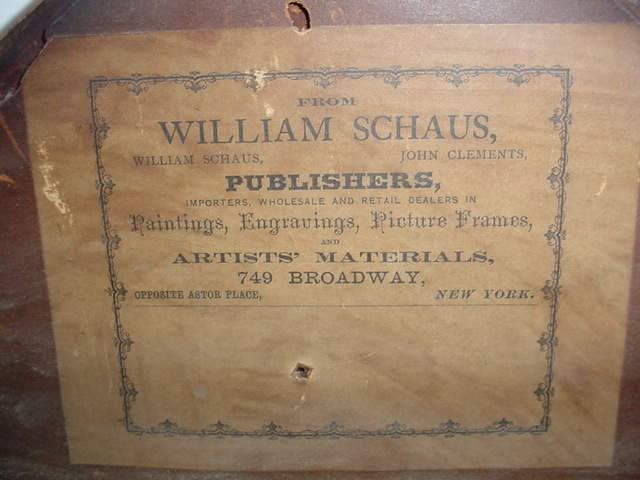 FROM
WILLIAM SCHAUS,
WILLIAM SCHAUS, JOHN CLEMENTS,
PUBLISHERS,
IMPORTERS, WHOLESALE AND RETAIL DEALERS IN
Paintings, Engravings, Picture Frames,
AND
ARTISTS' MATERIALS,
749 BROADWAY,
OPPOSITE ASTOR PLACE, NEW YORK.